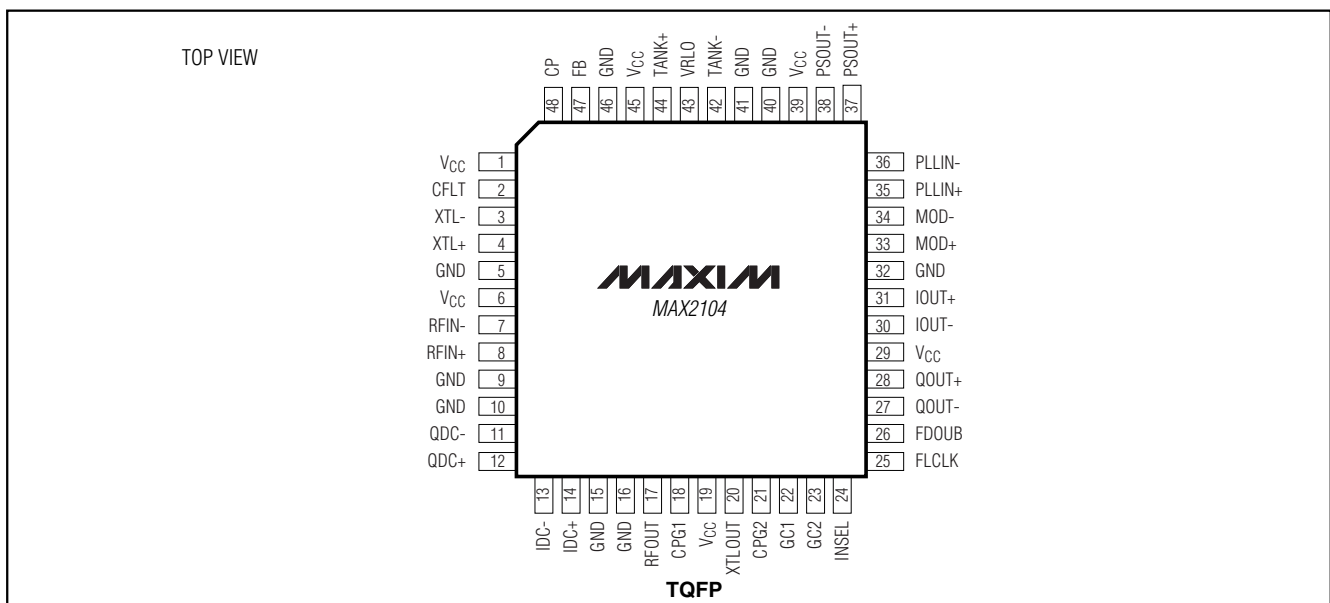 TOP VIEW
CP FB GND VCC TANK+ VRLO TANK- GND GND VCC PSOUT- PSOUT+
48 47 46 45 44 43 42 41 40 39 38 37
VCC 1 36 PLLIN-
CFLT 2 35 PLLIN+
XTL- 3 34 MOD-
XTL+ 4 33 MOD+
GND 5 32 GND
VCC 6 31 IOUT+
RFIN- 7 30 IOUT-
RFIN+ 8 29 VCC
GND 9 28 QOUT+
GND 10 27 QOUT-
QDC- 11 26 FDOUB
QDC+ 12 25 FLCLK
MAXIM
MAX2104
13 14 15 16 17 18 19 20 21 22 23 24
IDC- IDC+ GND GND RFOUT CPG1 VCC XTLOUT CPG2 GC1 GC2 INSEL
TQFP